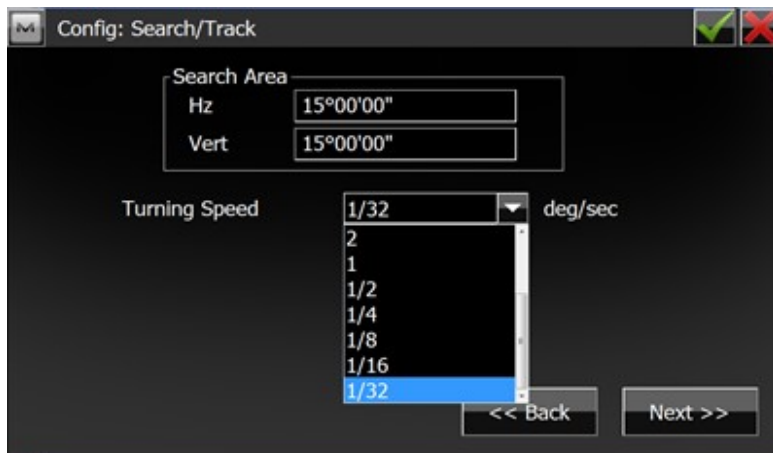 Config: Search/Track
Search Area
Hz 15°00'00"
Vert 15°00'00"
Turning Speed 1/32 deg/sec
2
1
1/2
1/4
1/8
1/16
1/32
<< Back Next >>